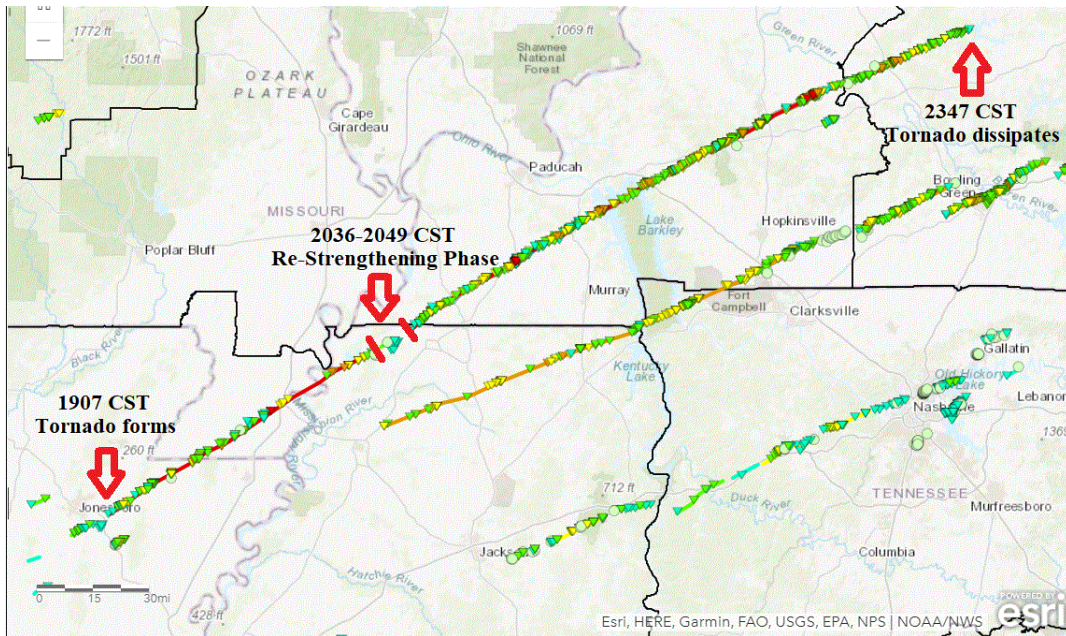 1772 ft
1501 ft
1069 ft
Green River
Shawnee
National
Forest
OZARK
PLATEAU
Cape
Girardeau
Ohio River
2347 CST
Tornado dissipates
Paducah
Bowling
Green
MISSOURI
Lake
Barkley
Hopkinsville
Poplar Bluff
2036-2049 CST
Re-Strengthening Phase
Murray
Fort
Campbell
Clarksville
Black River
Kentucky
Lake
Gallatin
Old Hickory
Lake
1907 CST
Tornado forms
Nashville
Lebanon
260 ft
1369
712 ft
Jonesboro
Duck River
TENNESSEE
Murfreesboro
Jackson
Columbia
Hatchie River
0 15 30mi
428 ft
POWERED BY
esri
Esri, HERE, Garmin, FAO, USGS, EPA, NPS | NOAA/NWS